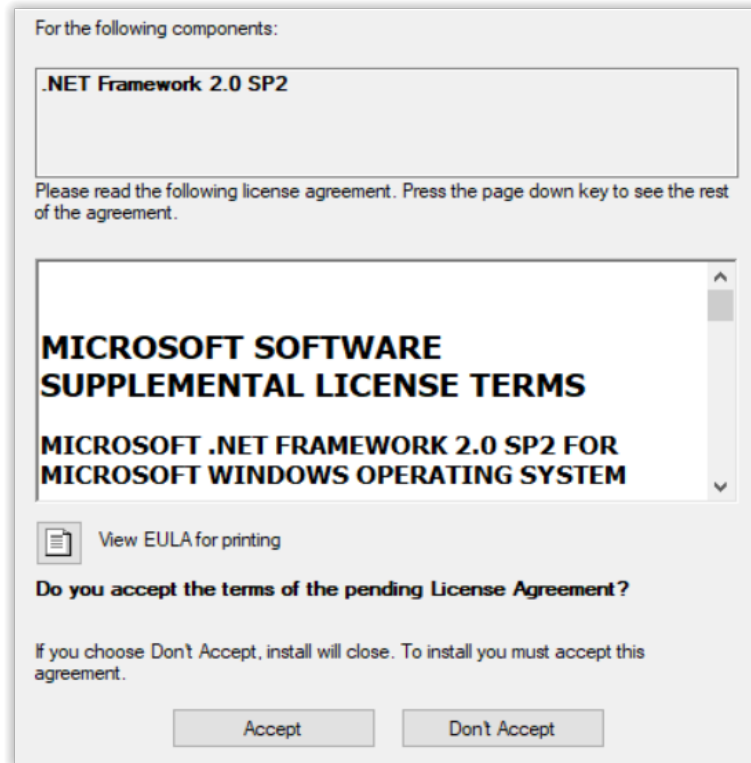 For the following components:
.NET Framework 2.0 SP2
Please read the following license agreement. Press the page down key to see the rest
of the agreement.
MICROSOFT SOFTWARE
SUPPLEMENTAL LICENSE TERMS
MICROSOFT .NET FRAMEWORK 2.0 SP2 FOR
MICROSOFT WINDOWS OPERATING SYSTEM
View EULA for printing
Do you accept the terms of the pending License Agreement?
If you choose Don't Accept, install will close. To install you must accept this
agreement.
Accept
Don't Accept